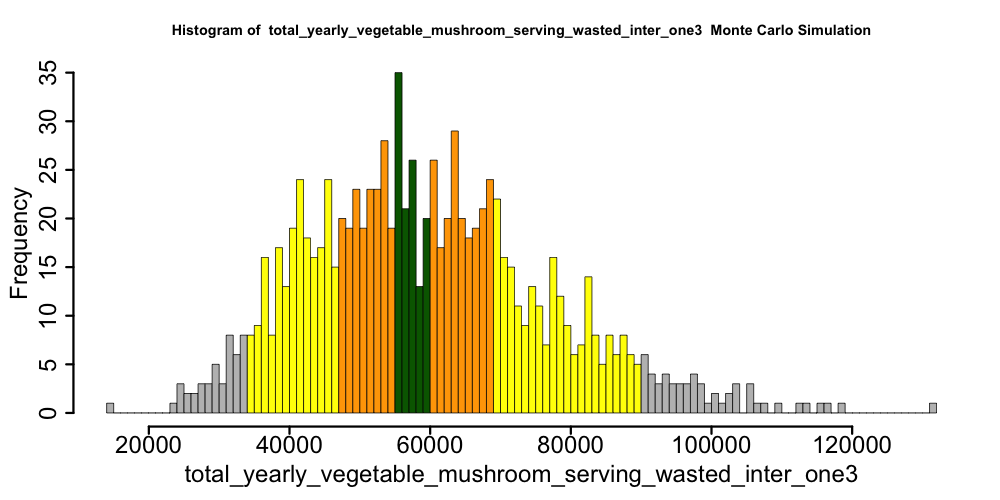 Histogram of  total_yearly_vegetable_mushroom_serving_wasted_inter_one3  Monte Carlo Simulation
Frequency
35
30
25
20
15
10
5
0
20000 40000 60000 80000 100000 120000
total_yearly_vegetable_mushroom_serving_wasted_inter_one3